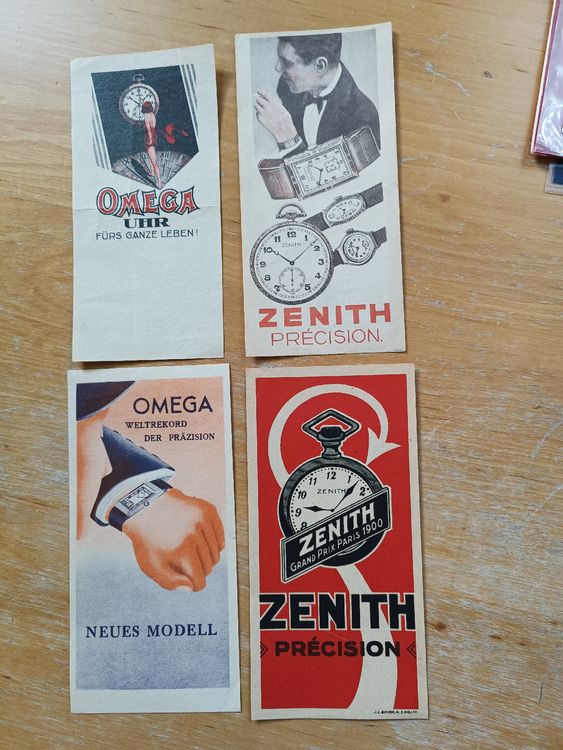 OMEGA
UHR
FÜRS GANZE LEBEN!
ZENITH
ZENITH
PRÉCISION.
OMEGA
WELTREKORD
DER PRÄZISION
NEUES MODELL
ZENITH
ZENITH
GRAND PRIX PARIS 1900
ZENITH
PRÉCISION